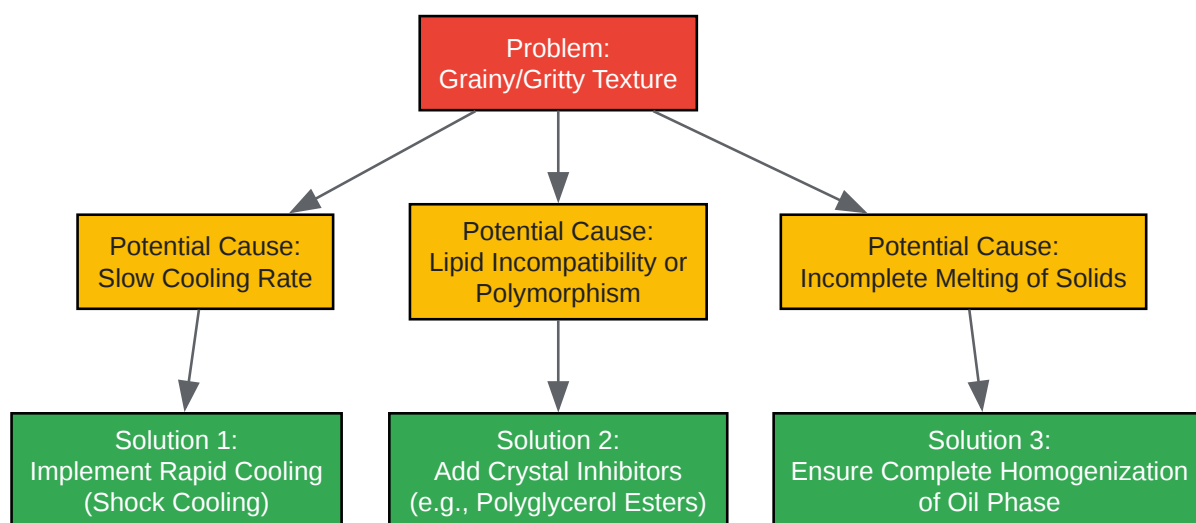 Problem:
Grainy/Gritty Texture
Potential Cause:
Slow Cooling Rate
Potential Cause:
Lipid Incompatibility or
Polymorphism
Potential Cause:
Incomplete Melting of Solids
Solution 1:
Implement Rapid Cooling
(Shock Cooling)
Solution 2:
Add Crystal Inhibitors
(e.g., Polyglycerol Esters)
Solution 3:
Ensure Complete Homogenization
of Oil Phase